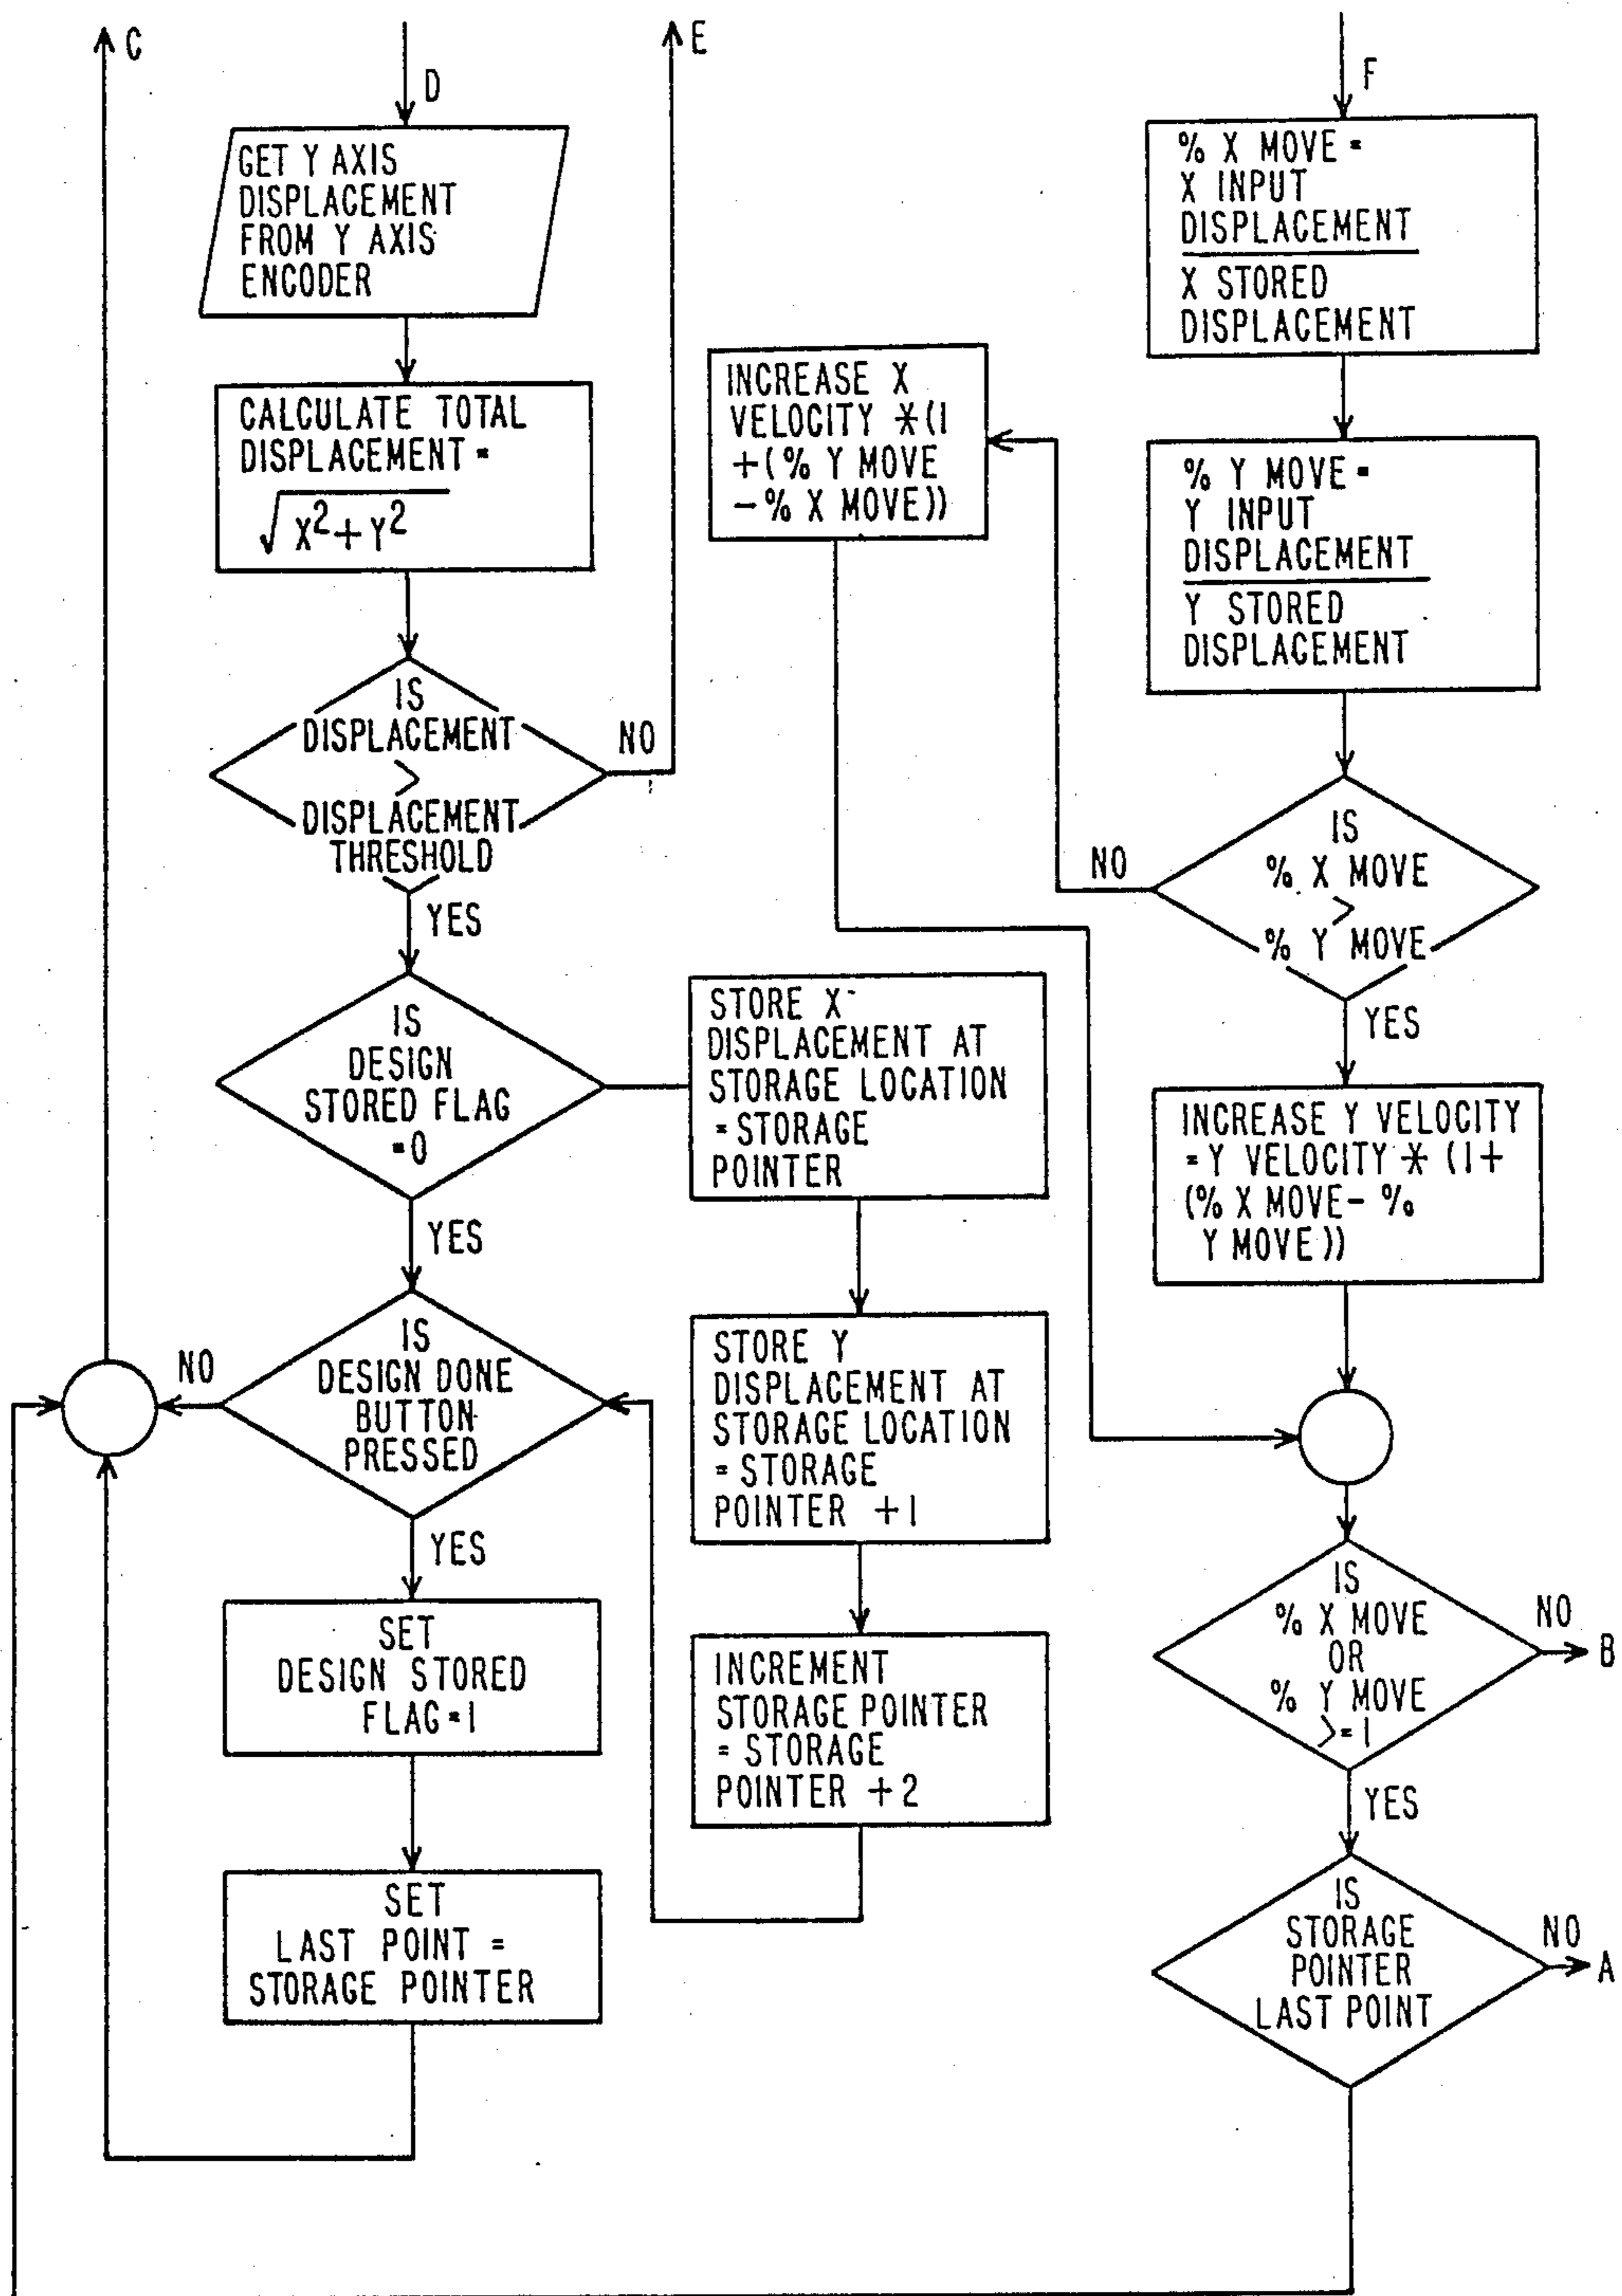 C
D
GET Y AXIS
DISPLACEMENT
FROM Y AXIS
ENCODER
CALCULATE TOTAL
DISPLACEMENT =
√X²+Y²
IS
DISPLACEMENT
>
DISPLACEMENT
THRESHOLD
NO
E
YES
IS
DESIGN
STORED FLAG
=0
YES
IS
DESIGN DONE
BUTTON
PRESSED
NO
YES
SET
DESIGN STORED
FLAG=1
SET
LAST POINT =
STORAGE POINTER
STORE X
DISPLACEMENT AT
STORAGE LOCATION
=STORAGE
POINTER
STORE Y
DISPLACEMENT AT
STORAGE LOCATION
=STORAGE
POINTER +1
INCREMENT
STORAGE POINTER
=STORAGE
POINTER +2
INCREASE X
VELOCITY *(1
+(% Y MOVE
-% X MOVE))
F
% X MOVE =
X INPUT
DISPLACEMENT
X STORED
DISPLACEMENT
% Y MOVE=
Y INPUT
DISPLACEMENT
Y STORED
DISPLACEMENT
IS
% X MOVE
>
% Y MOVE
NO
YES
INCREASE Y VELOCITY
=Y VELOCITY * (1+
(% X MOVE- %
Y MOVE))
IS
% X MOVE
OR
% Y MOVE
>=1
NO
B
YES
IS
STORAGE
POINTER
LAST POINT
NO
A